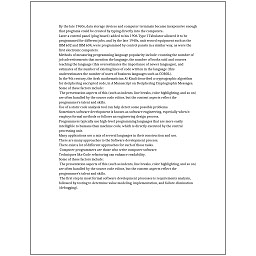 By the late 1960s, data storage devices and computer terminals became inexpensive enough
that programs could be created by typing directly into the computers.
Later a control panel (plug board) added to his 1906 Type I Tabulator allowed it to be
programmed for different jobs, and by the late 1940s, unit record equipment such as the
IBM 602 and IBM 604, were programmed by control panels in a similar way, as were the
first electronic computers.
Methods of measuring programming language popularity include: counting the number of
job advertisements that mention the language, the number of books sold and courses
teaching the language (this overestimates the importance of newer languages), and
estimates of the number of existing lines of code written in the language (this
underestimates the number of users of business languages such as COBOL).
In the 9th century, the Arab mathematician Al-Kindi described a cryptographic algorithm
for deciphering encrypted code, in A Manuscript on Deciphering Cryptographic Messages.
Some of these factors include:
The presentation aspects of this (such as indents, line breaks, color highlighting, and so on)
are often handled by the source code editor, but the content aspects reflect the
programmer's talent and skills.
Use of a static code analysis tool can help detect some possible problems.
Sometimes software development is known as software engineering, especially when it
employs formal methods or follows an engineering design process.
Programmers typically use high-level programming languages that are more easily
intelligible to humans than machine code, which is directly executed by the central
processing unit.
Many applications use a mix of several languages in their construction and use.
There are many approaches to the Software development process.
There exist a lot of different approaches for each of those tasks.
Computer programmers are those who write computer software.
Techniques like Code refactoring can enhance readability.
Some of these factors include:
The presentation aspects of this (such as indents, line breaks, color highlighting, and so on)
are often handled by the source code editor, but the content aspects reflect the
programmer's talent and skills.
The first step in most formal software development processes is requirements analysis,
followed by testing to determine value modeling, implementation, and failure elimination
(debugging).